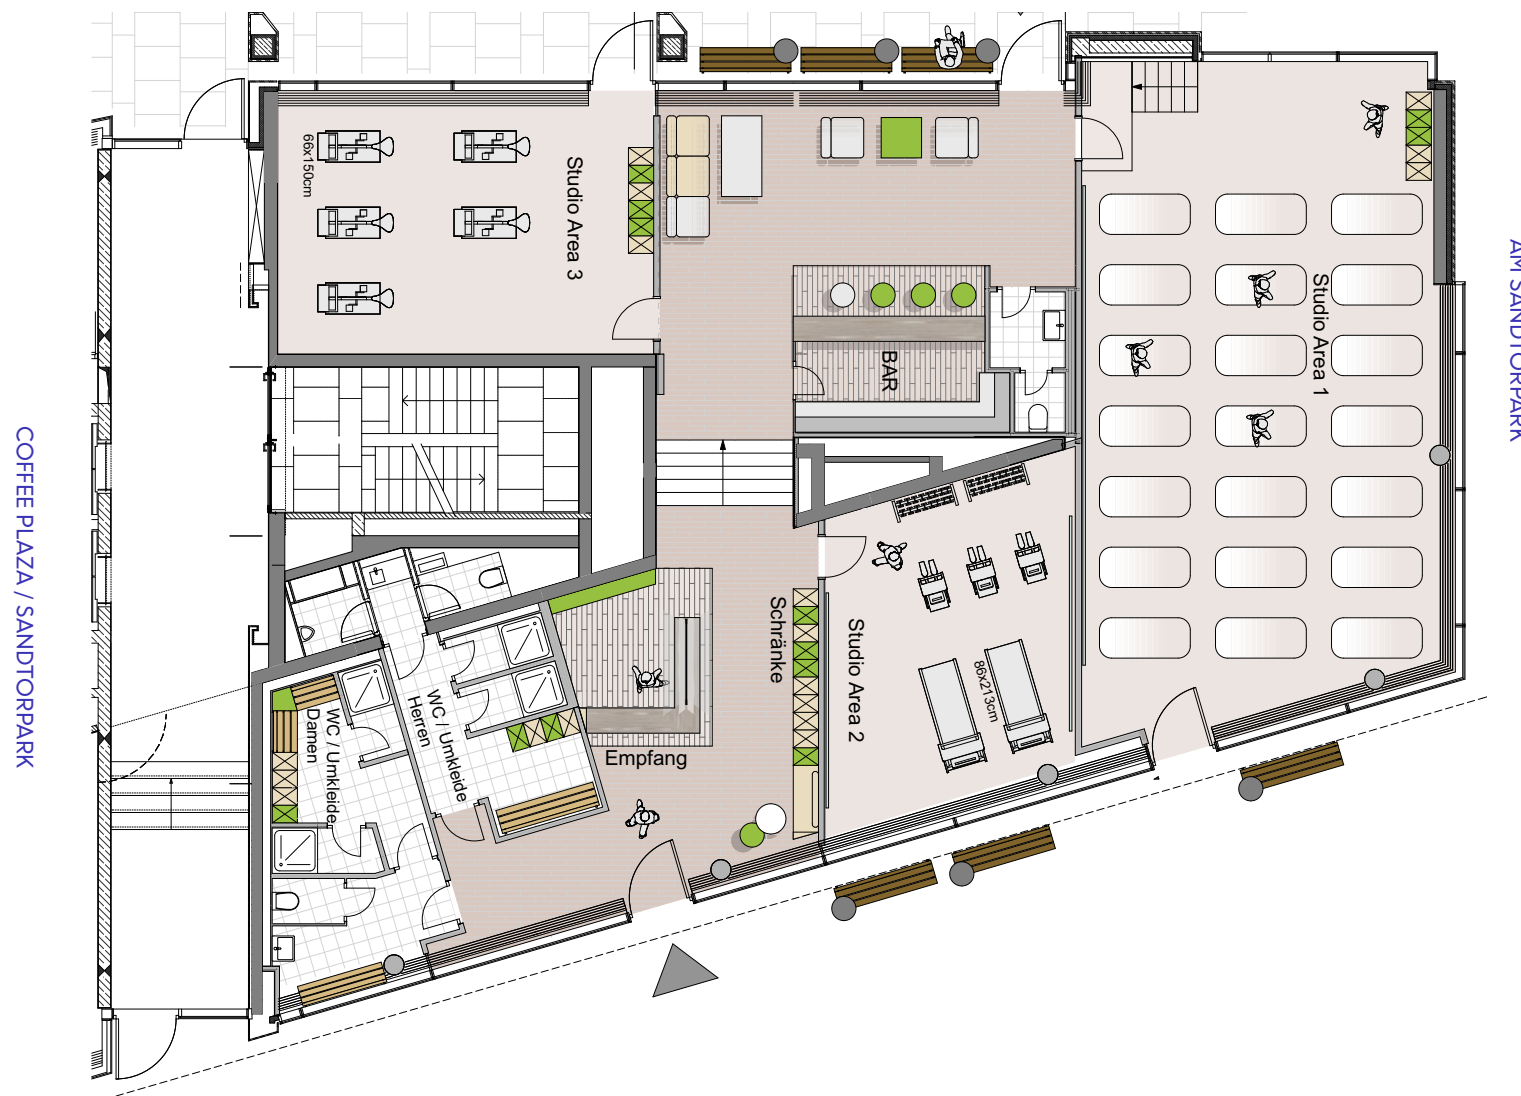 66x150cm
Studio Area 3
BAR
Studio Area 1
AM SANDTORPARK
COFFEE PLAZA / SANDTORPARK
Schränke
Studio Area 2
86x213cm
WC / Umkleide
Herren
WC / Umkleide
Damen
Empfang